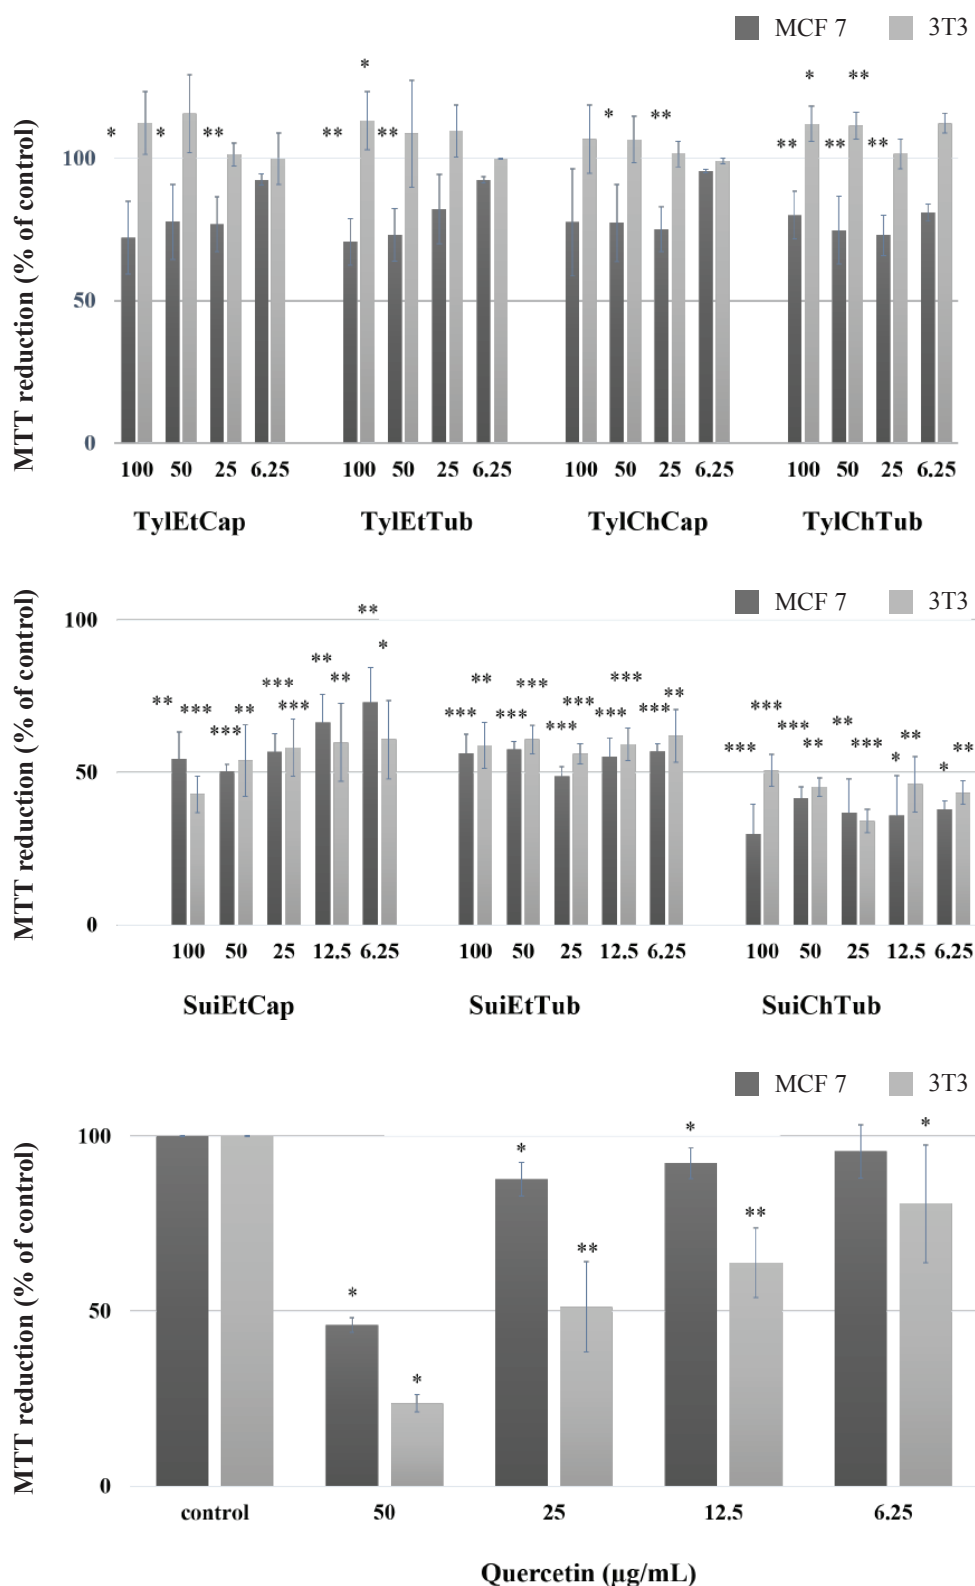 MCF 7 3T3
* * * ** ** * ** * ** ** * ** ** **
MTT reduction (% of control)
100
50
0
100 50 25 6.25 100 50 25 6.25 100 50 25 6.25 100 50 25 6.25
TylEtCap TylEtTub TylChCap TylChTub
MCF 7 3T3
MTT reduction (% of control)
100
50
0
** *** *** ** *** *** ** ** ** *
*** ** *** *** *** *** *** *** *** **
*** *** *** ** ** *** * ** * **
100 50 25 12.5 6.25 100 50 25 12.5 6.25 100 50 25 12.5 6.25
SuiEtCap SuiEtTub SuiChTub
MCF 7 3T3
MTT reduction (% of control)
100
50
0
* * * ** * ** *
control 50 25 12.5 6.25
Quercetin (µg/mL)